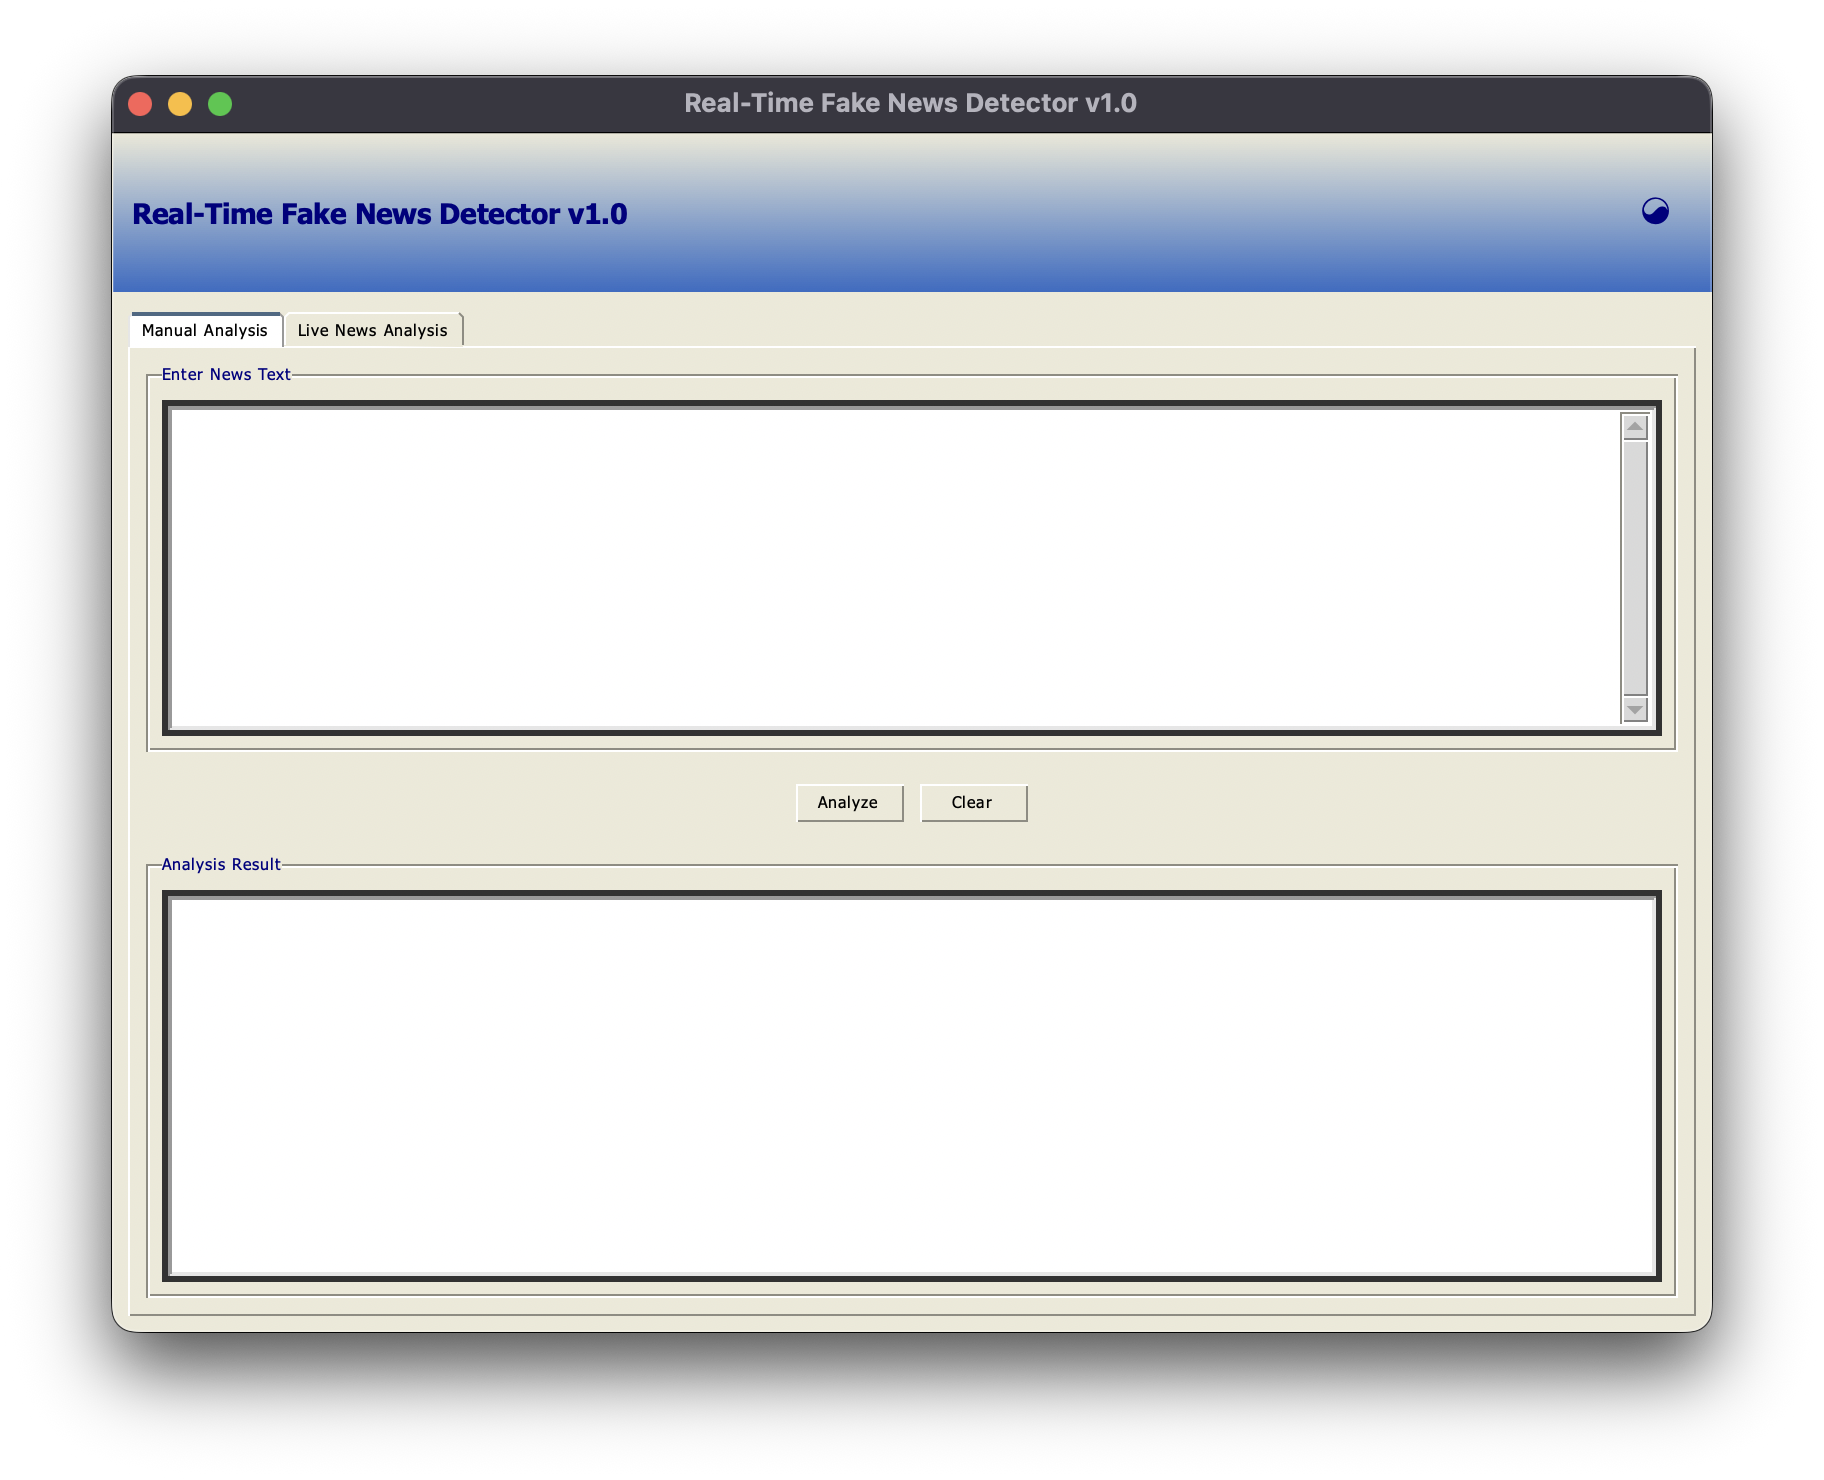 Real-Time Fake News Detector v1.0
Real-Time Fake News Detector v1.0
Manual Analysis
Live News Analysis
Enter News Text
Analyze
Clear
Analysis Result